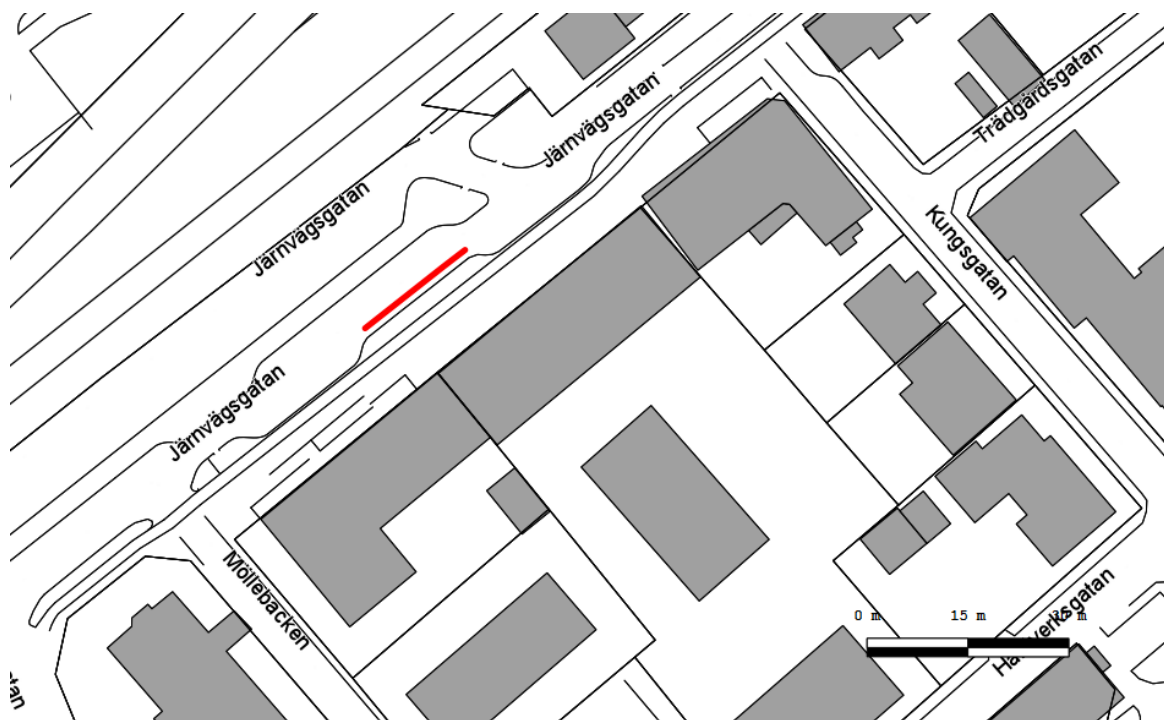 Järnvägsgatan
Trädgårdsgatan
Järnvägsgatan
Kungsgatan
Järnvägsgatan
Möllebacken
0 m
15 m